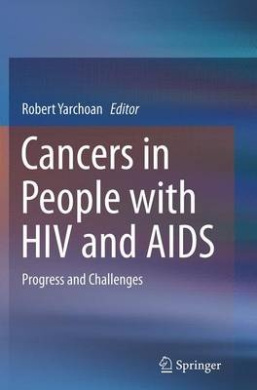 Robert Yarchoan Editor
Cancers in
People with
HIV and AIDS
Progress and Challenges
Springer